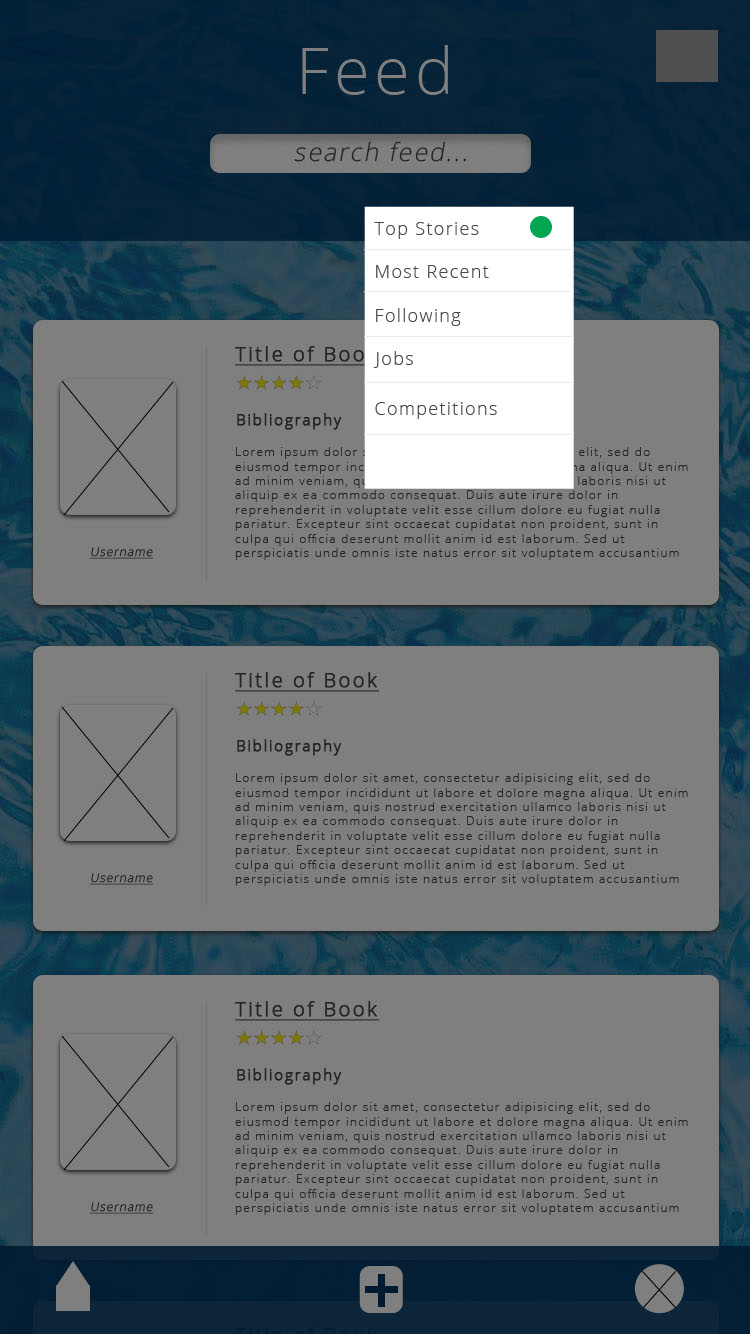 Feed
search feed...
Top Stories
Most Recent
Following
Jobs
Competitions
Title of Boo
Bibliography
Lorem ipsum dolor elit, sed do
eiusmod tempor aliqua. Ut enim
ad minim veniam, laboris nisi ut
aliquip ex ea commodo consequat. Duis aute irure dolor in
reprehenderit in voluptate velit esse cillum dolore eu fugiat nulla
pariatur. Excepteur sint occaecat cupidatat non proident, sunt in
culpa qui officia deserunt mollit anim id est laborum. Sed ut
perspiciatis unde omnis iste natus error sit voluptatem accusantium
Username
Title of Book
Bibliography
Lorem ipsum dolor sit amet, consectetur adipisicing elit, sed do
eiusmod tempor incididunt ut labore et dolore magna aliqua. Ut enim
ad minim veniam, quis nostrud exercitation ullamco laboris nisi ut
aliquip ex ea commodo consequat. Duis aute irure dolor in
reprehenderit in voluptate velit esse cillum dolore eu fugiat nulla
pariatur. Excepteur sint occaecat cupidatat non proident, sunt in
culpa qui officia deserunt mollit anim id est laborum. Sed ut
perspiciatis unde omnis iste natus error sit voluptatem accusantium
Username
Title of Book
Bibliography
Lorem ipsum dolor sit amet, consectetur adipisicing elit, sed do
eiusmod tempor incididunt ut labore et dolore magna aliqua. Ut enim
ad minim veniam, quis nostrud exercitation ullamco laboris nisi ut
aliquip ex ea commodo consequat. Duis aute irure dolor in
reprehenderit in voluptate velit esse cillum dolore eu fugiat nulla
pariatur. Excepteur sint occaecat cupidatat non proident, sunt in
culpa qui officia deserunt mollit anim id est laborum. Sed ut
perspiciatis unde omnis iste natus error sit voluptatem accusantium
Username